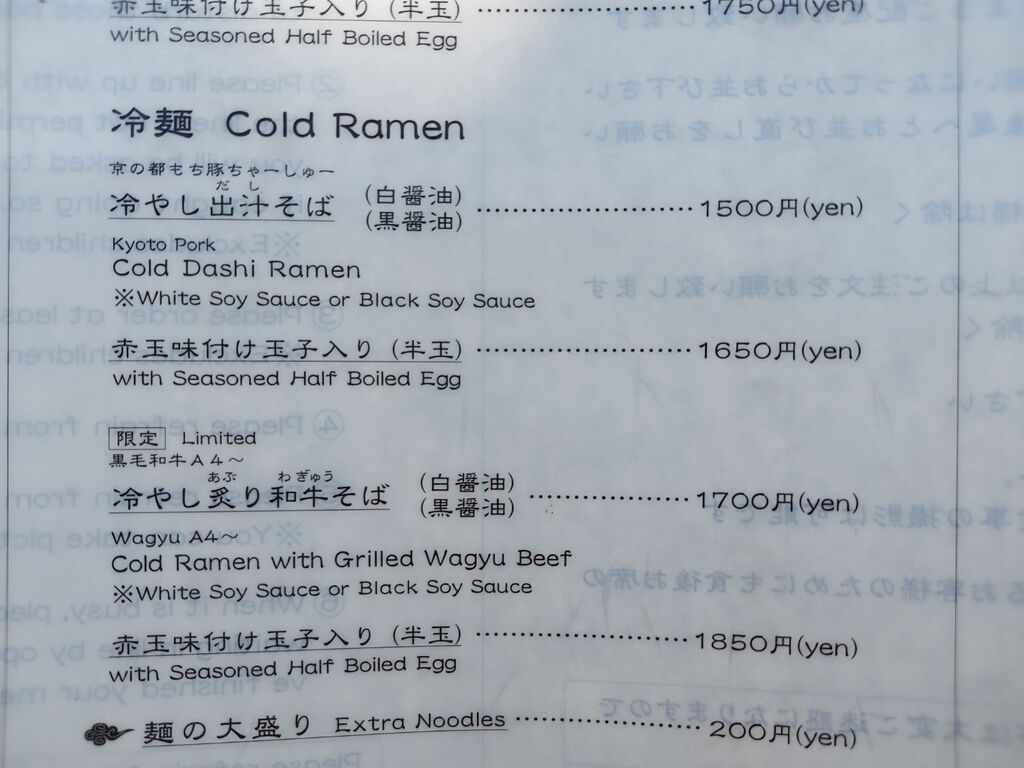 赤玉味付け玉子入り (半玉) 1750円(yen)
with Seasoned Half Boiled Egg
冷麺 Cold Ramen
京の都もち豚ちゃーしゅー
だし
冷やし出汁そば (白醤油) (黒醤油) 1500円(yen)
Kyoto Pork
Cold Dashi Ramen
※White Soy Sauce or Black Soy Sauce
赤玉味付け玉子入り (半玉) 1650円(yen)
with Seasoned Half Boiled Egg
限定 Limited
黒毛和牛A4～
あぶ わぎゅう
冷やし炙り和牛そば (白醤油) (黒醤油) 1700円(yen)
Wagyu A4～
Cold Ramen with Grilled Wagyu Beef
※White Soy Sauce or Black Soy Sauce
赤玉味付け玉子入り (半玉) 1850円(yen)
with Seasoned Half Boiled Egg
麺の大盛り Extra Noodles 200円(yen)